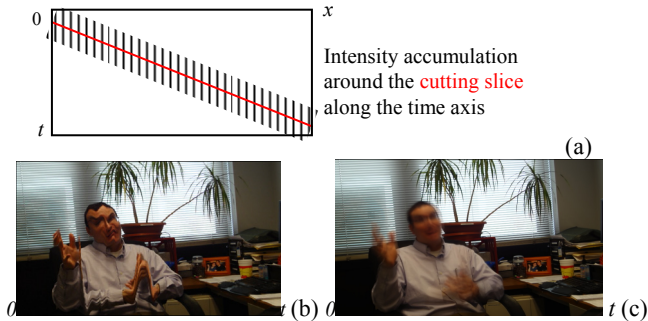 0
x
Intensity accumulation
around the cutting slice
along the time axis
t
(a)
0 t (b) 0 t (c)